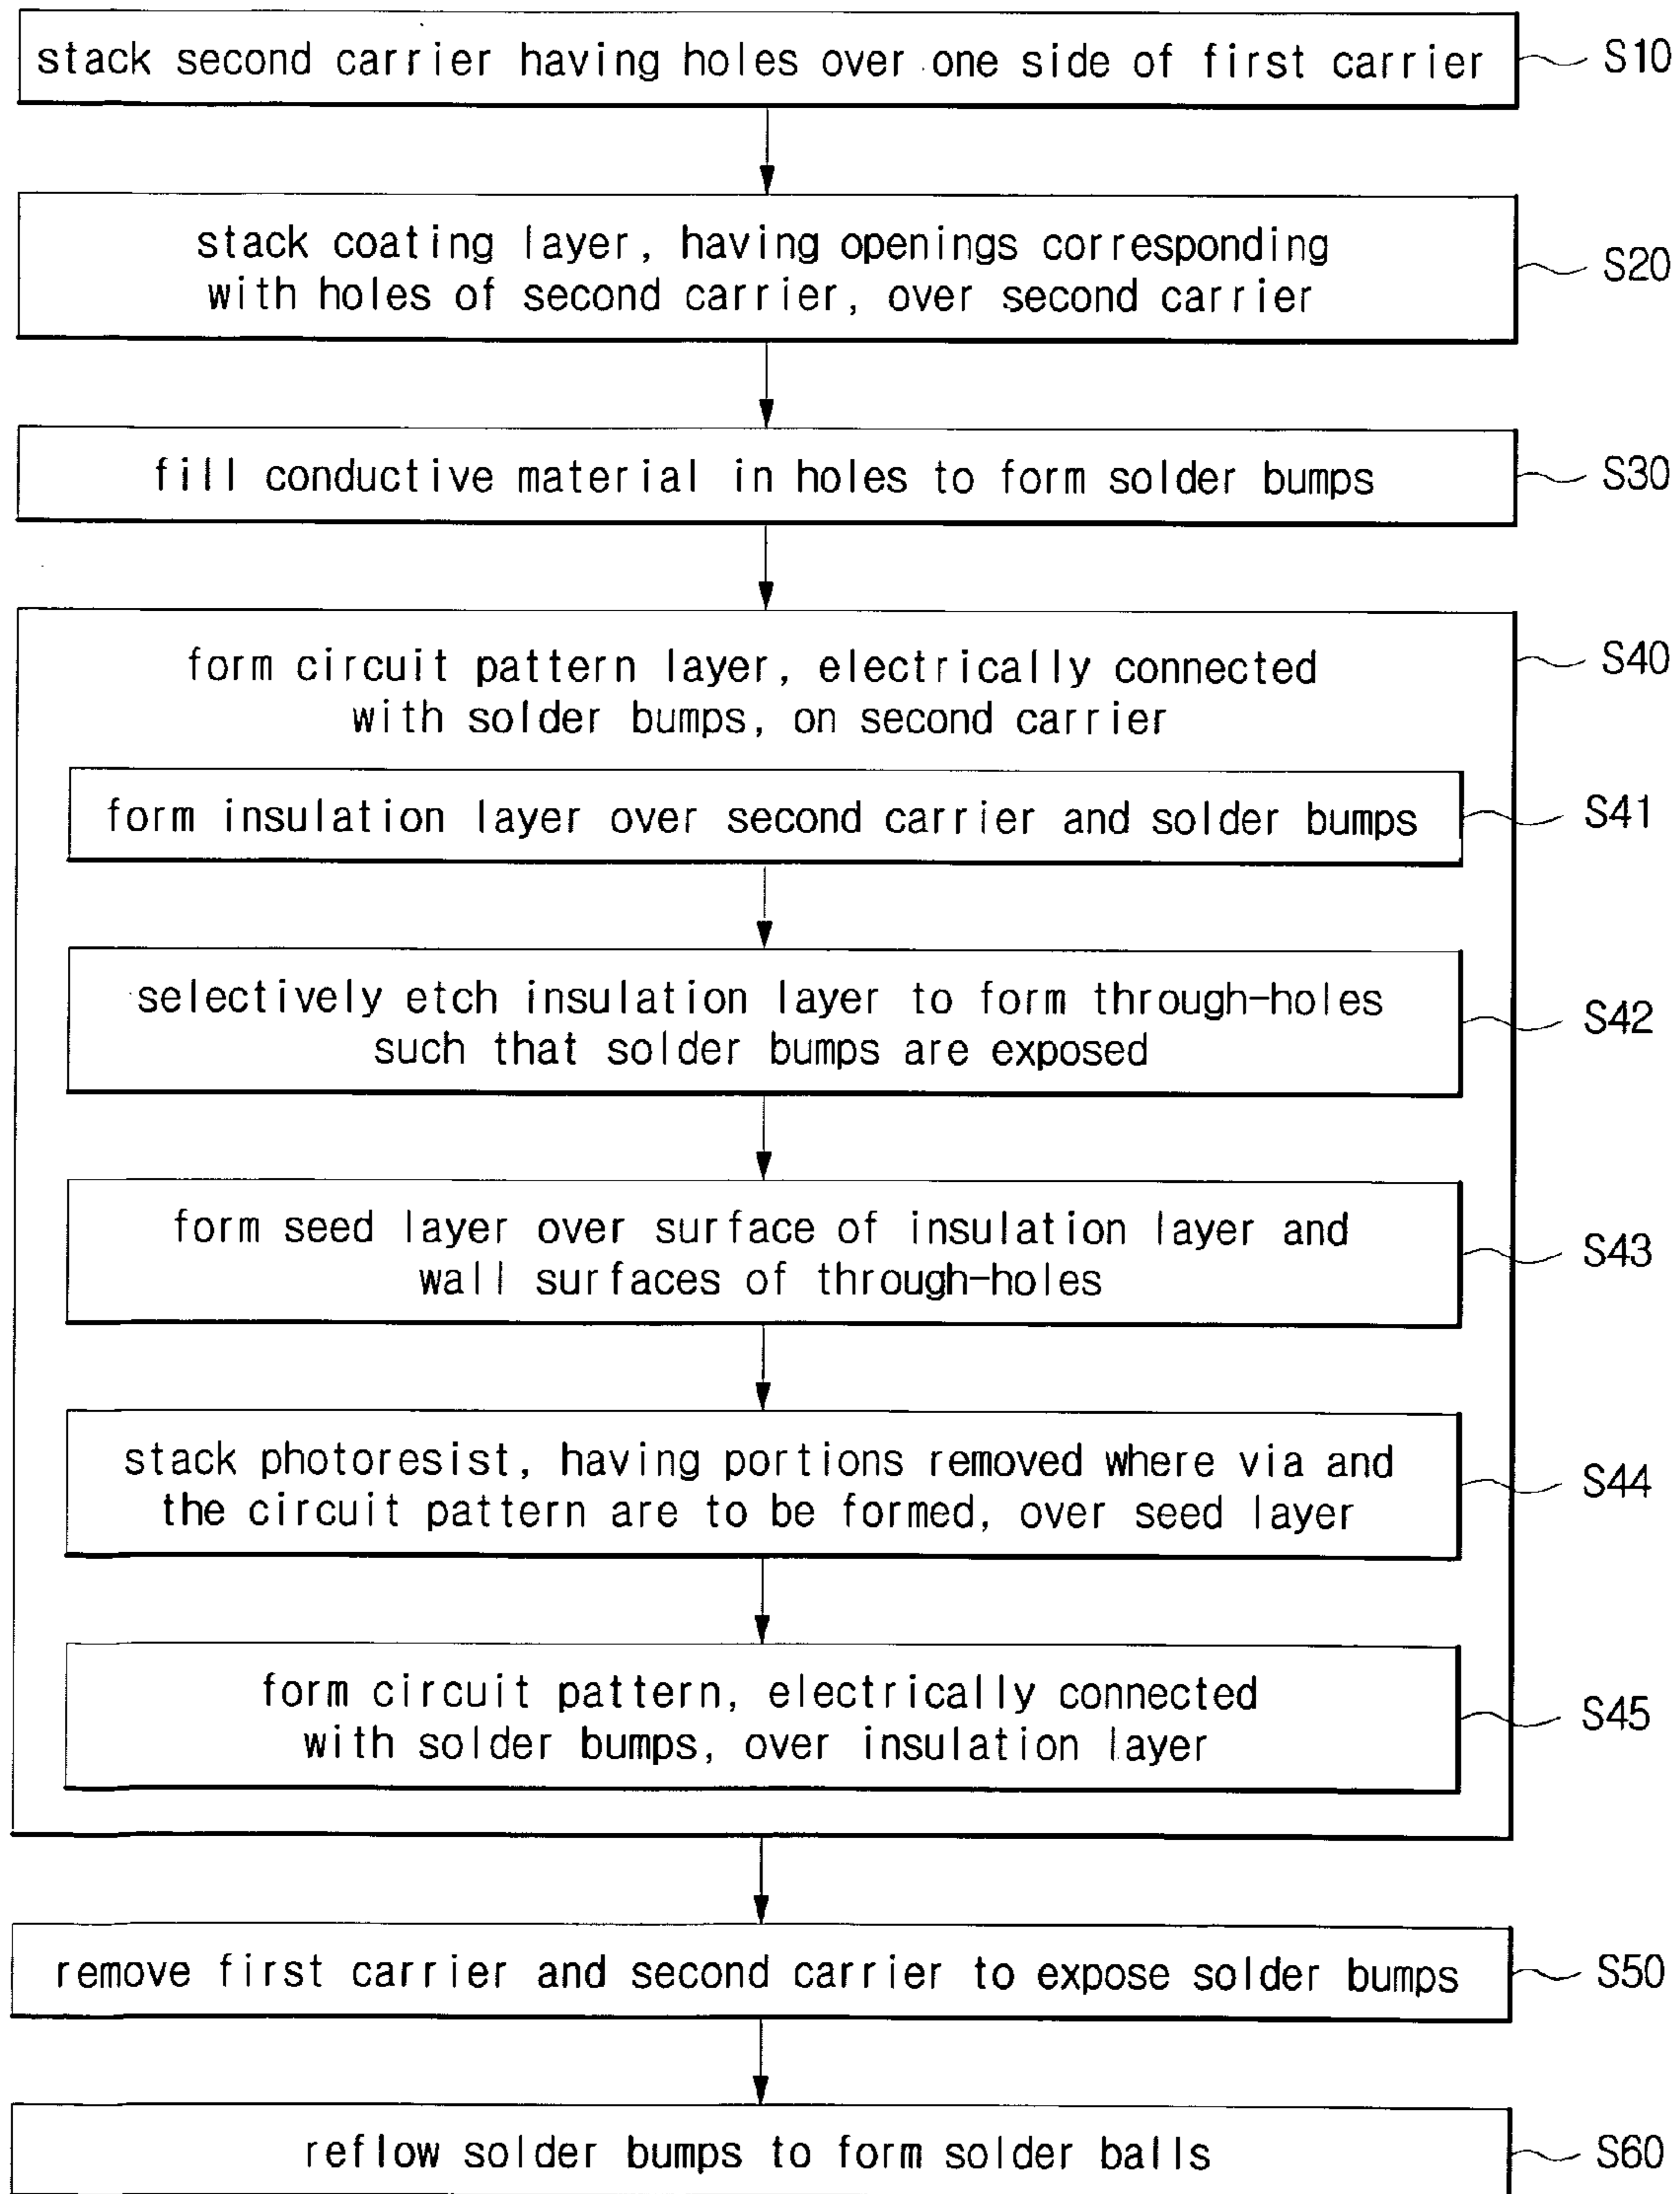 stack second carrier having holes over one side of first carrier
S10
stack coating layer, having openings corresponding
with holes of second carrier, over second carrier
S20
fill conductive material in holes to form solder bumps
S30
form circuit pattern layer, electrically connected
with solder bumps, on second carrier
S40
form insulation layer over second carrier and solder bumps
S41
selectively etch insulation layer to form through-holes
such that solder bumps are exposed
S42
form seed layer over surface of insulation layer and
wall surfaces of through-holes
S43
stack photoresist, having portions removed where via and
the circuit pattern are to be formed, over seed layer
S44
form circuit pattern, electrically connected
with solder bumps, over insulation layer
S45
remove first carrier and second carrier to expose solder bumps
S50
reflow solder bumps to form solder balls
S60